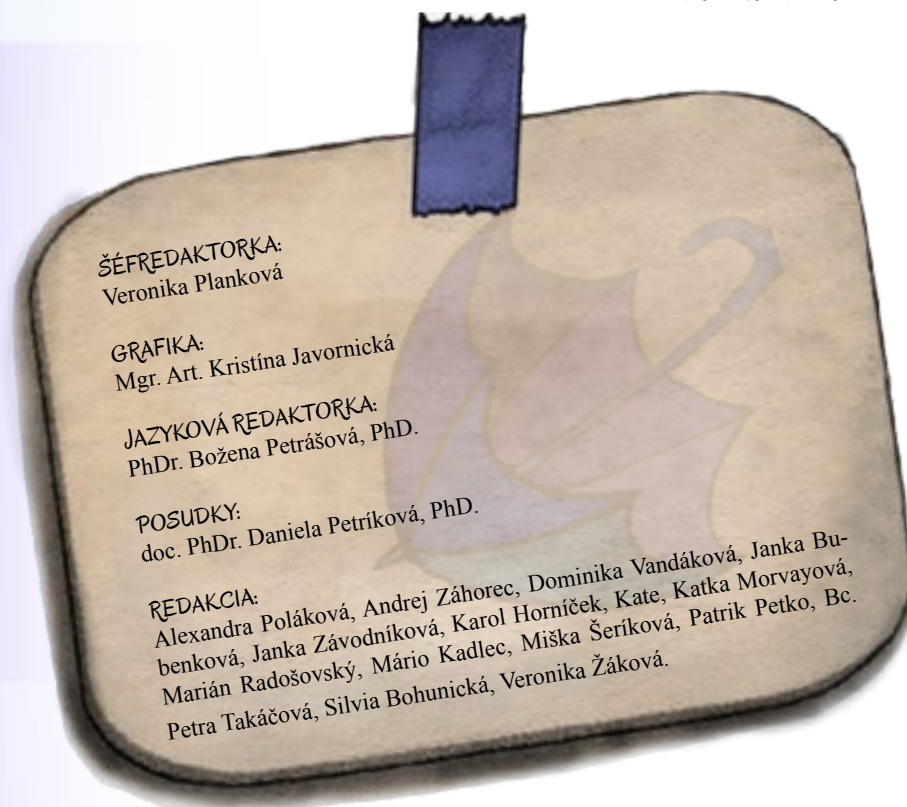 ŠÉFREDAKTORKA:
Veronika Planková
GRAFIKA:
Mgr. Art. Kristína Javornická
JAZYKOVÁ REDAKTORKA:
PhDr. Božena Petrášová, PhD.
POSUDKY:
doc. PhDr. Daniela Petríková, PhD.
REDAKCIA:
Alexandra Poláková, Andrej Záhorec, Dominika Vandáková, Janka Bu-
benková, Janka Závodníková, Karol Horníček, Kate, Katka Morvayová,
Marián Radošovský, Mário Kadlec, Miška Šeríková, Patrik Petko, Bc.
Petra Takáčová, Silvia Bohunická, Veronika Žáková.